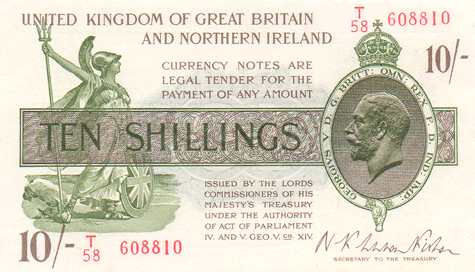 UNITED KINGDOM OF GREAT BRITAIN
AND NORTHERN IRELAND
T/58 608810
CURRENCY NOTES ARE
LEGAL TENDER FOR THE
PAYMENT OF ANY AMOUNT
10/-
GEORGIVS V D. G. BRITT: OMN: REX F. D. IND: IMP:
TEN SHILLINGS
ISSUED BY THE LORDS
COMMISSIONERS OF HIS
MAJESTY'S TREASURY
UNDER THE AUTHORITY
OF ACT OF PARLIAMENT
IV. AND V. GEO. V. CH. XIV.
10/- T/58 608810
SECRETARY TO THE TREASURY